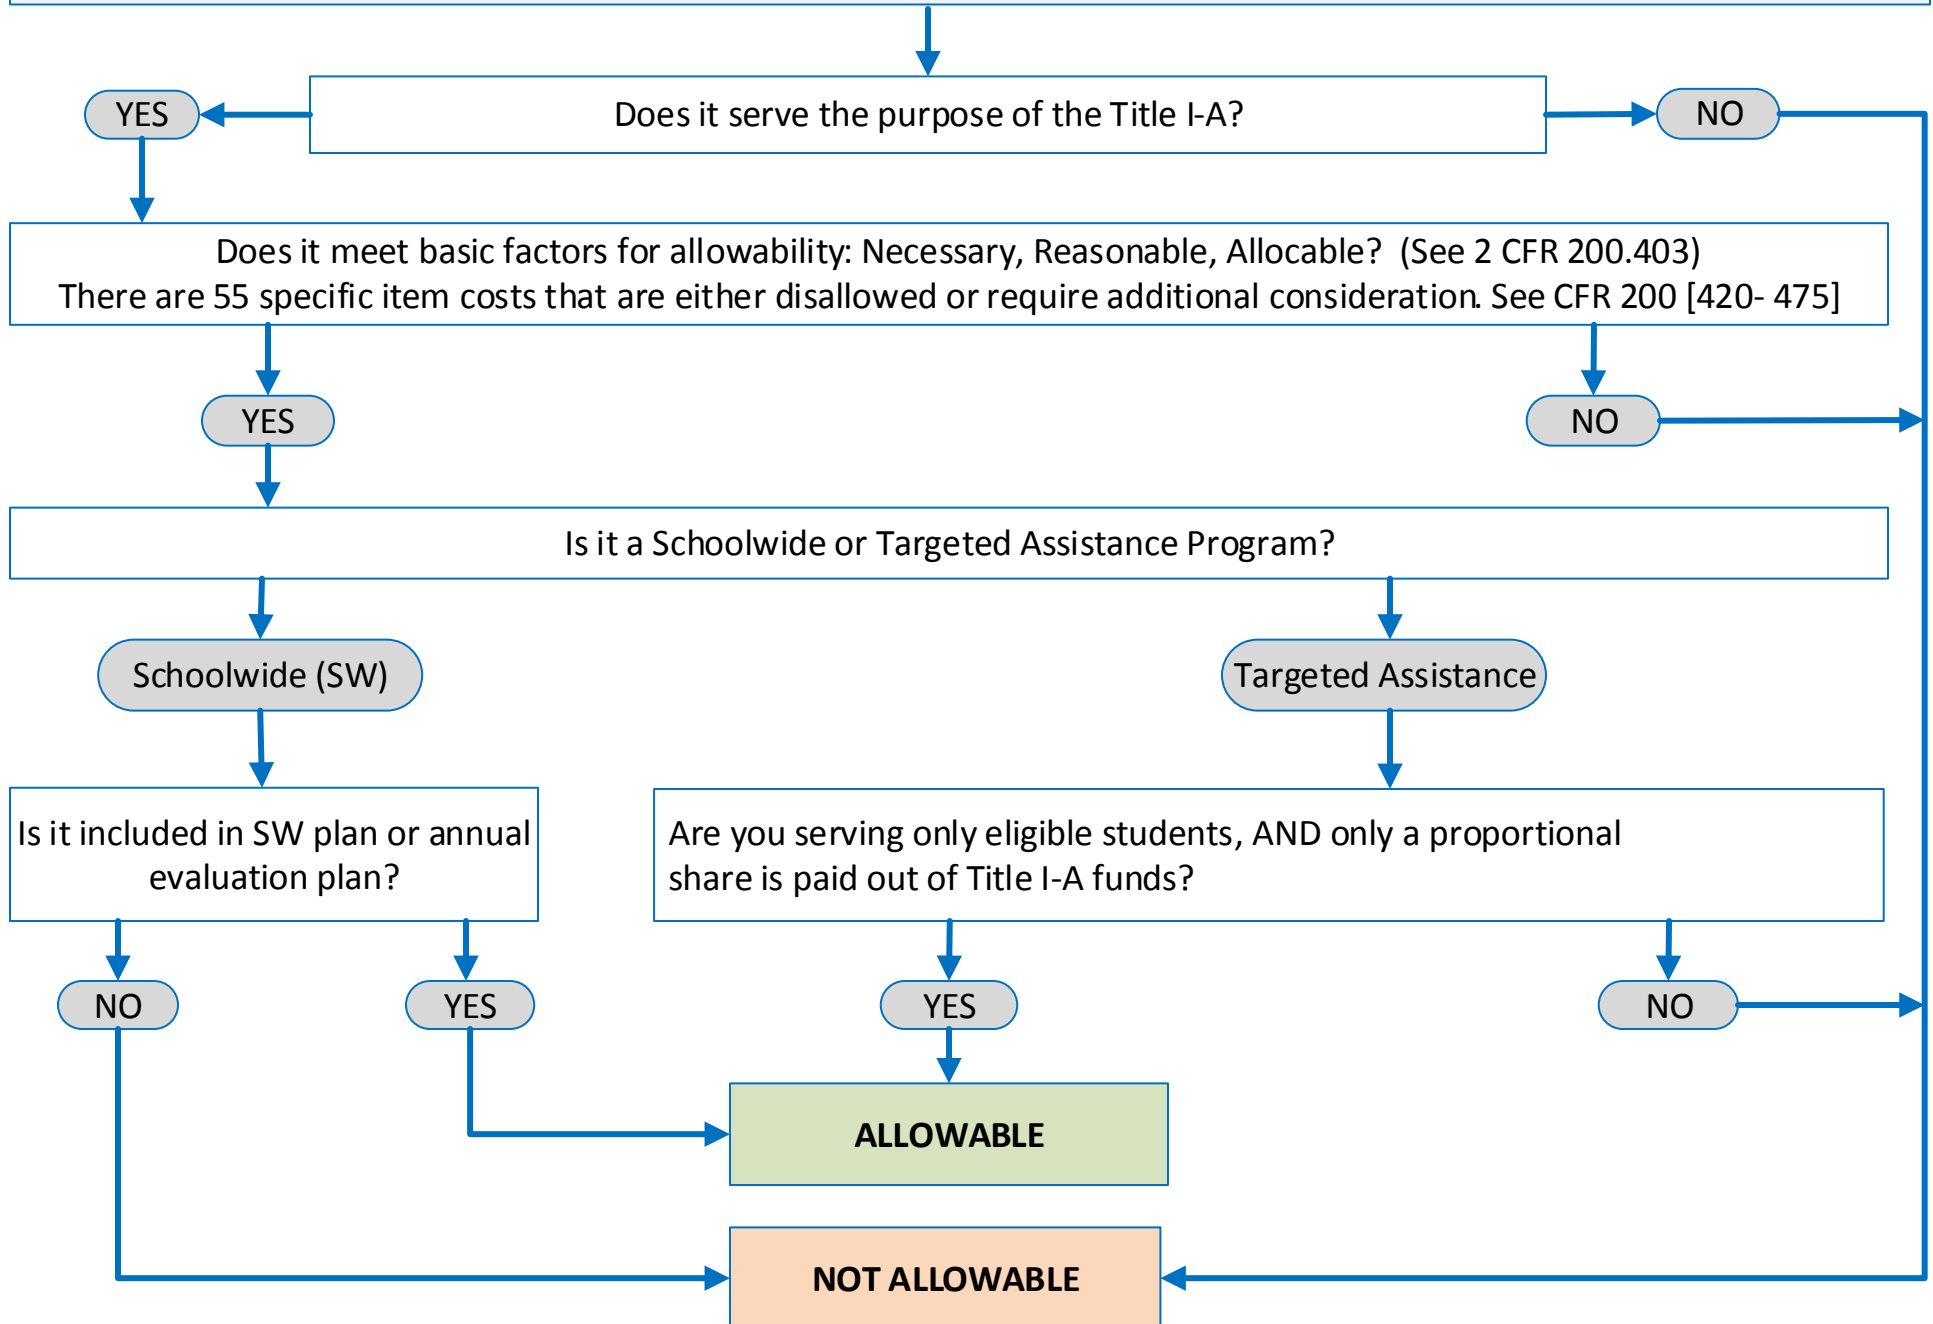 Does it serve the purpose of the Title I-A?
YES
NO
Does it meet basic factors for allowability: Necessary, Reasonable, Allocable? (See 2 CFR 200.403)
There are 55 specific item costs that are either disallowed or require additional consideration. See CFR 200 [420- 475]
YES
NO
Is it a Schoolwide or Targeted Assistance Program?
Schoolwide (SW)
Targeted Assistance
Is it included in SW plan or annual
evaluation plan?
Are you serving only eligible students, AND only a proportional
share is paid out of Title I-A funds?
NO
YES
YES
NO
ALLOWABLE
NOT ALLOWABLE